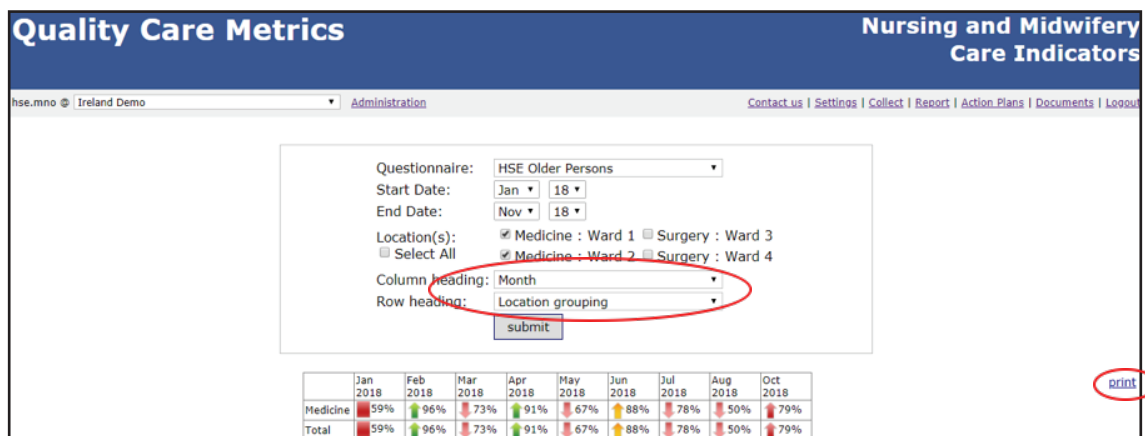 Quality Care Metrics
Nursing and Midwifery
Care Indicators
hse.mno @ Ireland Demo Administration Contact us | Settings | Collect | Report | Action Plans | Documents | Logout
Questionnaire: HSE Older Persons
Start Date: Jan 18
End Date: Nov 18
Location(s): Medicine : Ward 1 Surgery : Ward 3
Select All Medicine : Ward 2 Surgery : Ward 4
Column heading: Month
Row heading: Location grouping
submit
print
Jan Feb Mar Apr May Jun Jul Aug Oct
2018 2018 2018 2018 2018 2018 2018 2018 2018
Medicine 59% 96% 73% 91% 67% 88% 78% 50% 79%
Total 59% 96% 73% 91% 67% 88% 78% 50% 79%